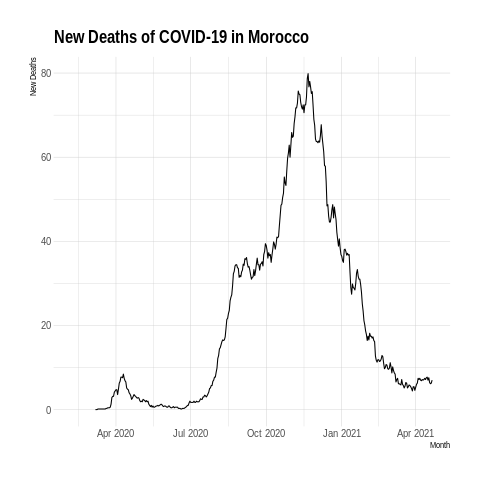 New Deaths of COVID-19 in Morocco
New Deaths
80
60
40
20
0
Apr 2020 Jul 2020 Oct 2020 Jan 2021 Apr 2021
Month